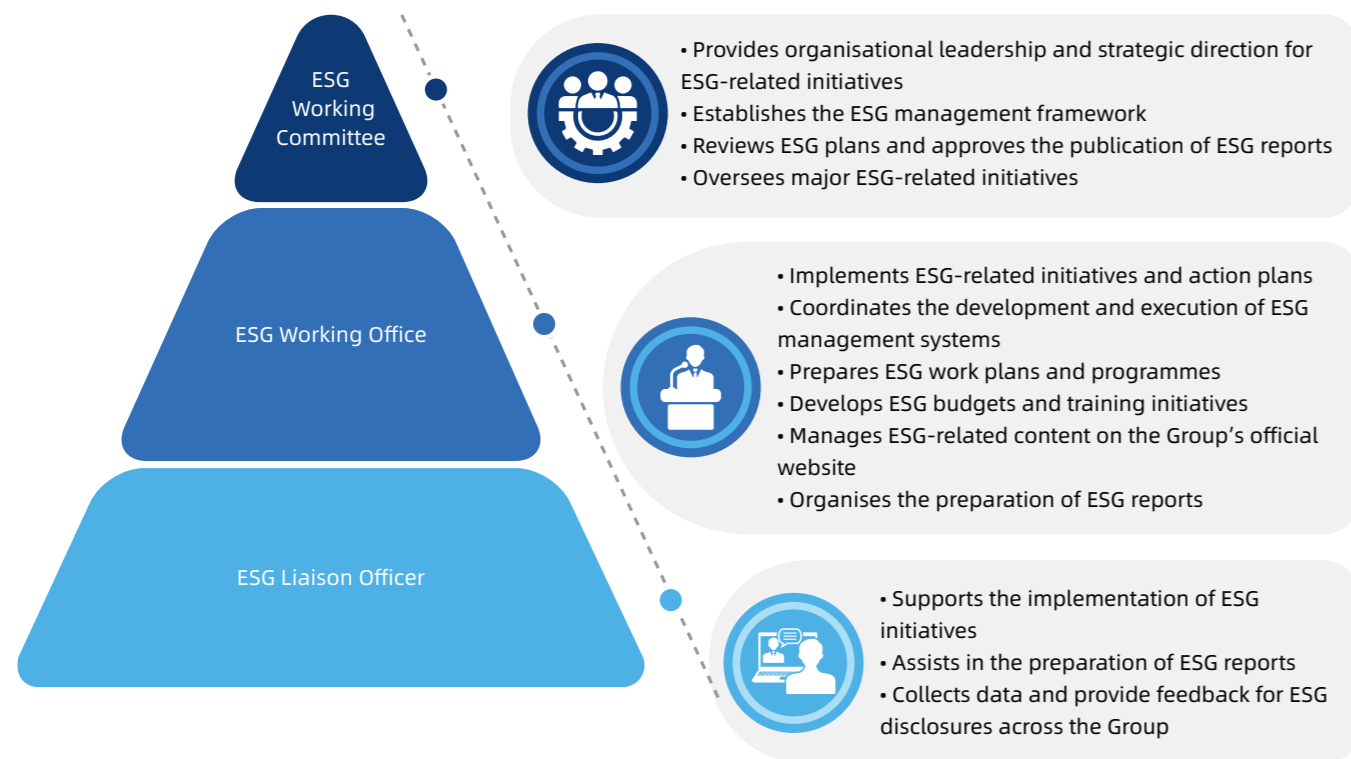 ESG
Working
Committee
• Provides organisational leadership and strategic direction for
ESG-related initiatives
• Establishes the ESG management framework
• Reviews ESG plans and approves the publication of ESG reports
• Oversees major ESG-related initiatives
ESG Working Office
• Implements ESG-related initiatives and action plans
• Coordinates the development and execution of ESG
management systems
• Prepares ESG work plans and programmes
• Develops ESG budgets and training initiatives
• Manages ESG-related content on the Group’s official
website
• Organises the preparation of ESG reports
ESG Liaison Officer
• Supports the implementation of ESG
initiatives
• Assists in the preparation of ESG reports
• Collects data and provide feedback for ESG
disclosures across the Group